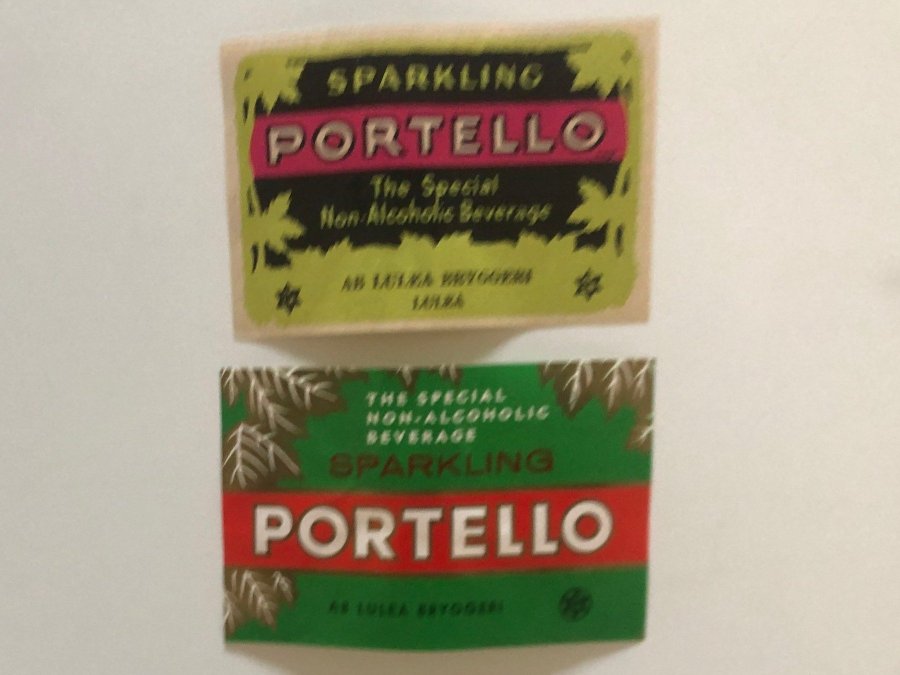 SPARKLING
PORTELLO
The Special
Non-Alcoholic Beverage
AB LULEÅ BRYGGERI
LULEÅ
THE SPECIAL
NON-ALCOHOLIC
BEVERAGE
SPARKLING
PORTELLO
AB LULEÅ BRYGGERI